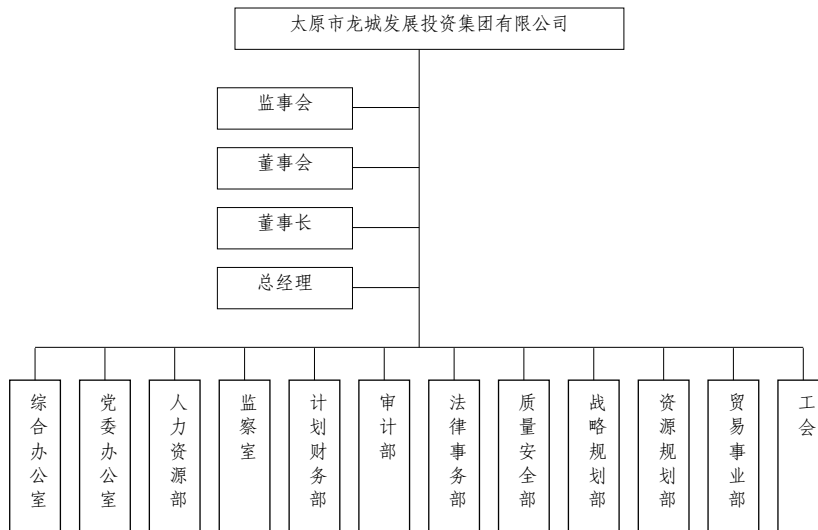 太原市龙城发展投资集团有限公司
监事会
董事会
董事长
总经理
综合办公室
党委办公室
人力资源部
监察室
计划财务部
审计部
法律事务部
质量安全部
战略规划部
资源规划部
贸易事业部
工会